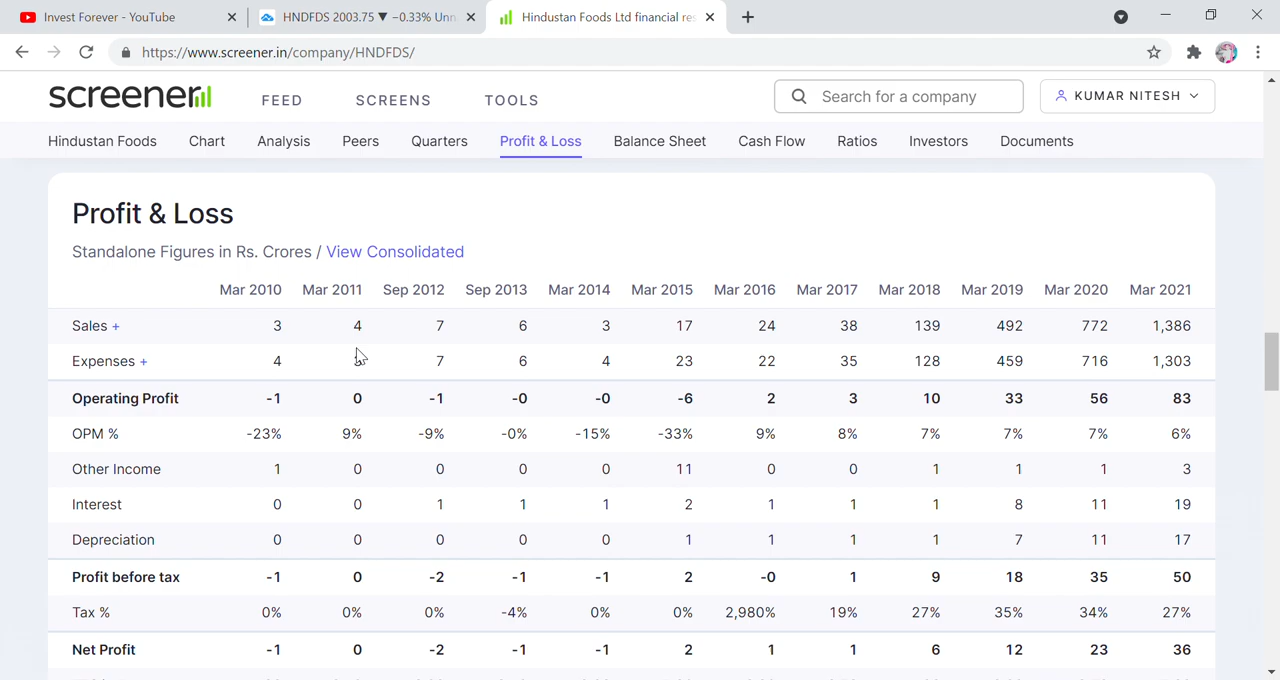 Invest Forever - YouTube
HNDFDS 2003.75 ▼ −0.33% Unn
Hindustan Foods Ltd financial res
https://www.screener.in/company/HNDFDS/
screener
FEED
SCREENS
TOOLS
Search for a company
KUMAR NITESH
Hindustan Foods Chart Analysis Peers Quarters Profit & Loss Balance Sheet Cash Flow Ratios Investors Documents
Profit & Loss
Standalone Figures in Rs. Crores / View Consolidated
Mar 2010 Mar 2011 Sep 2012 Sep 2013 Mar 2014 Mar 2015 Mar 2016 Mar 2017 Mar 2018 Mar 2019 Mar 2020 Mar 2021
Sales + 3 4 7 6 3 17 24 38 139 492 772 1,386
Expenses + 4 7 6 4 23 22 35 128 459 716 1,303
Operating Profit -1 0 -1 -0 -0 -6 2 3 10 33 56 83
OPM % -23% 9% -9% -0% -15% -33% 9% 8% 7% 7% 7% 6%
Other Income 1 0 0 0 0 11 0 0 1 1 1 3
Interest 0 0 1 1 1 2 1 1 1 8 11 19
Depreciation 0 0 0 0 0 1 1 1 1 7 11 17
Profit before tax -1 0 -2 -1 -1 2 -0 1 9 18 35 50
Tax % 0% 0% 0% -4% 0% 0% 2,980% 19% 27% 35% 34% 27%
Net Profit -1 0 -2 -1 -1 2 1 1 6 12 23 36